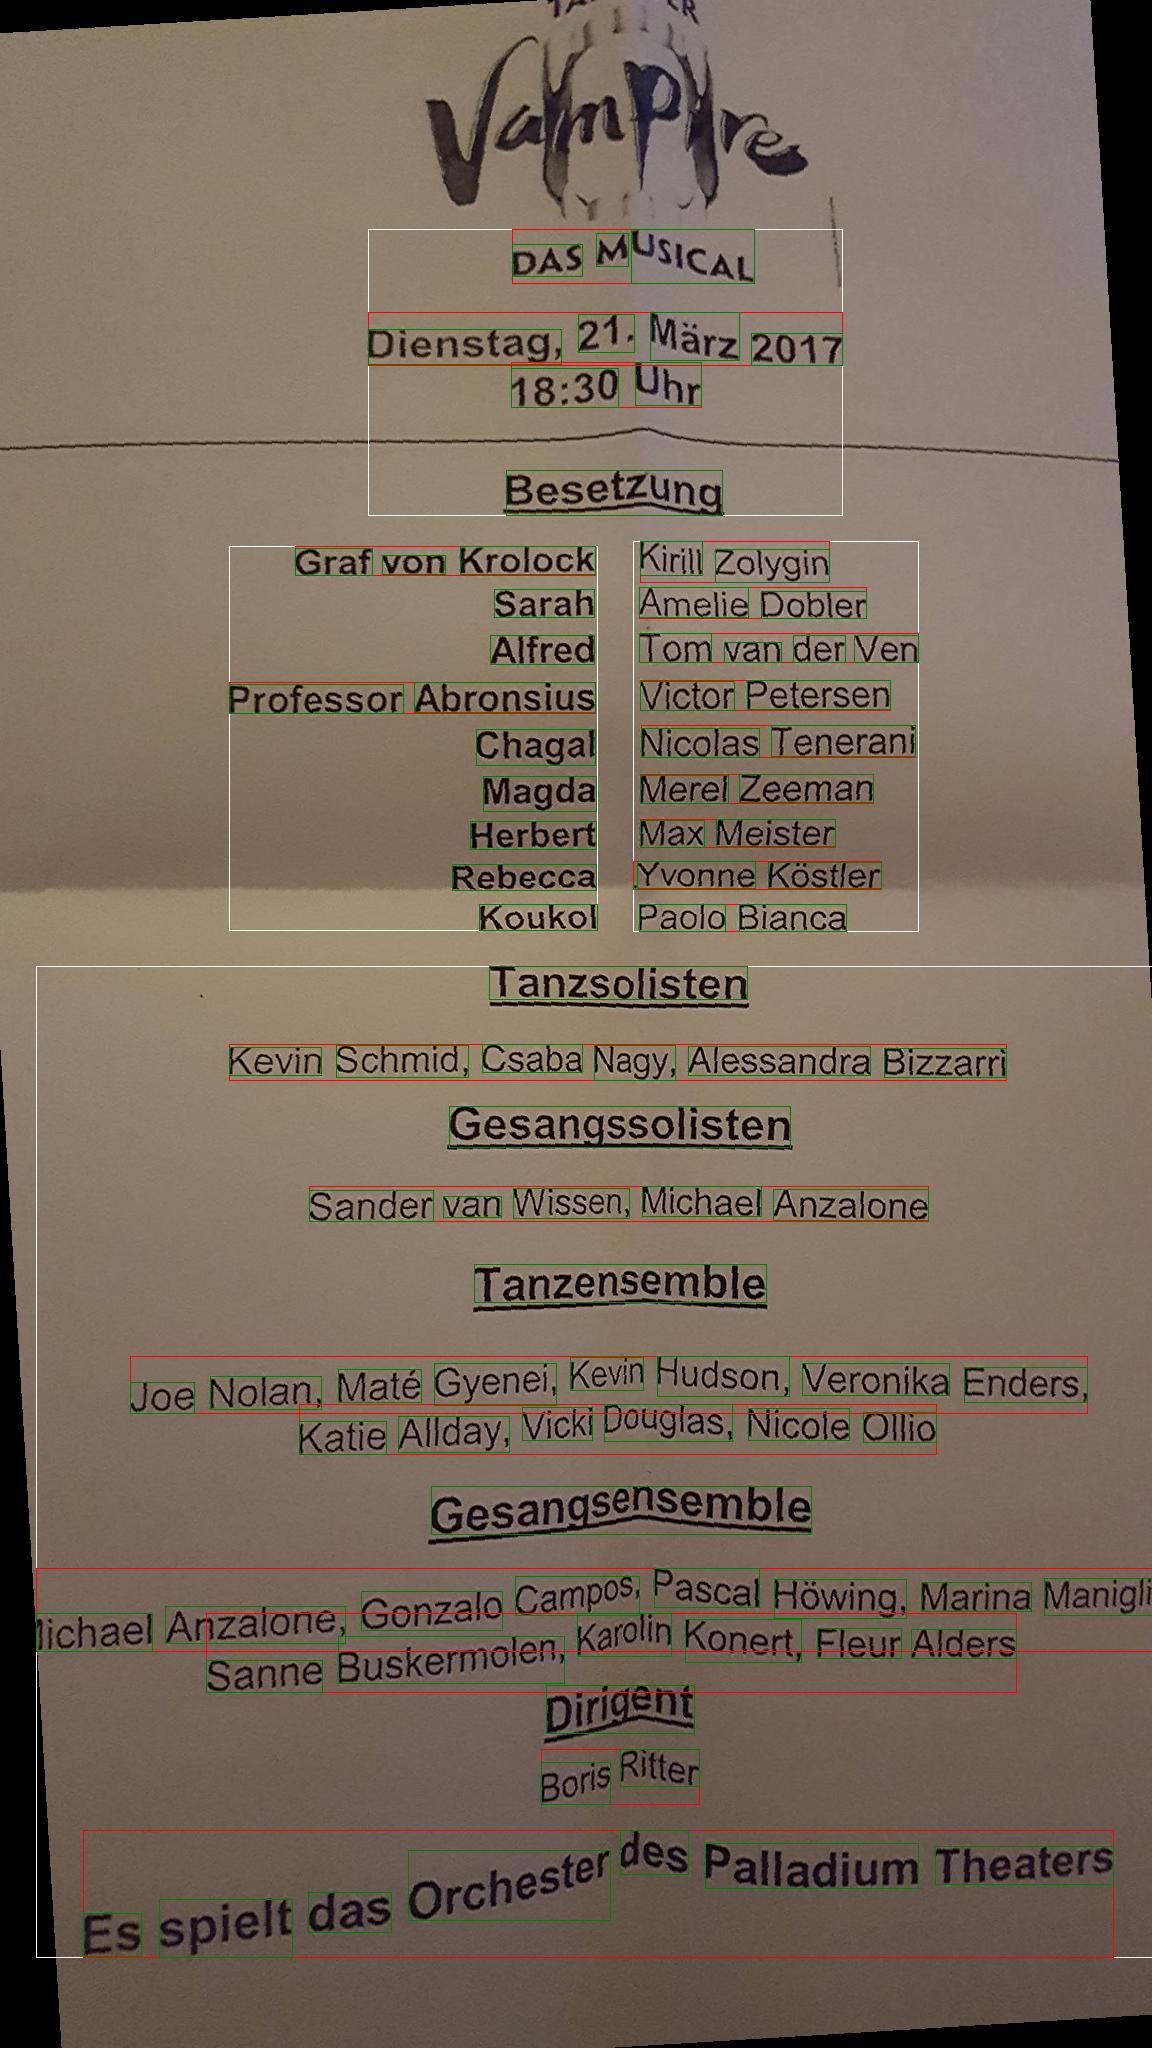 Vampire
DAS MUSICAL
Dienstag, 21. März 2017
18:30 Uhr
Besetzung
Graf von Krolock Kirill Zolygin
Sarah Amelie Dobler
Alfred Tom van der Ven
Professor Abronsius Victor Petersen
Chagal Nicolas Tenerani
Magda Merel Zeeman
Herbert Max Meister
Rebecca Yvonne Köstler
Koukol Paolo Bianca
Tanzsolisten
Kevin Schmid, Csaba Nagy, Alessandra Bizzarri
Gesangssolisten
Sander van Wissen, Michael Anzalone
Tanzensemble
Joe Nolan, Maté Gyenei, Kevin Hudson, Veronika Enders,
Katie Allday, Vicki Douglas, Nicole Ollio
Gesangsensemble
lichael Anzalone, Gonzalo Campos, Pascal Höwing, Marina Manigli
Sanne Buskermolen, Karolin Konert, Fleur Alders
Dirigent
Boris Ritter
Es spielt das Orchester des Palladium Theaters